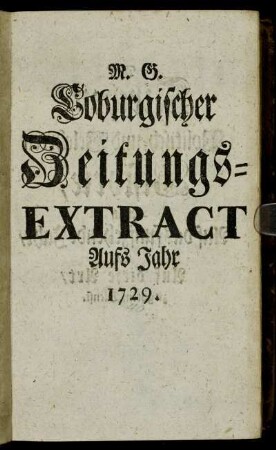 M. G.
Coburgischer
Zeitungs-
EXTRACT
Aufs Jahr
1729.